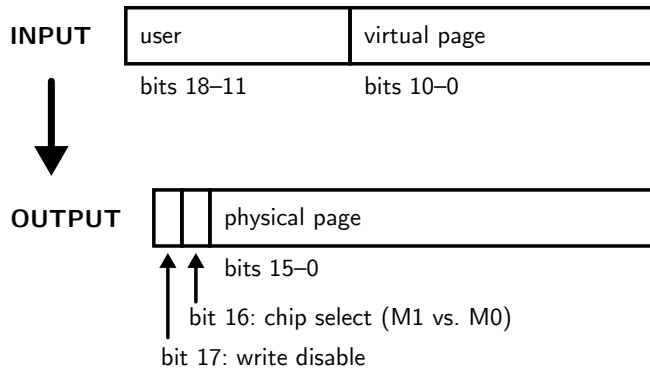 INPUT user virtual page
bits 18–11 bits 10–0
OUTPUT physical page
bits 15–0
bit 16: chip select (M1 vs. M0)
bit 17: write disable